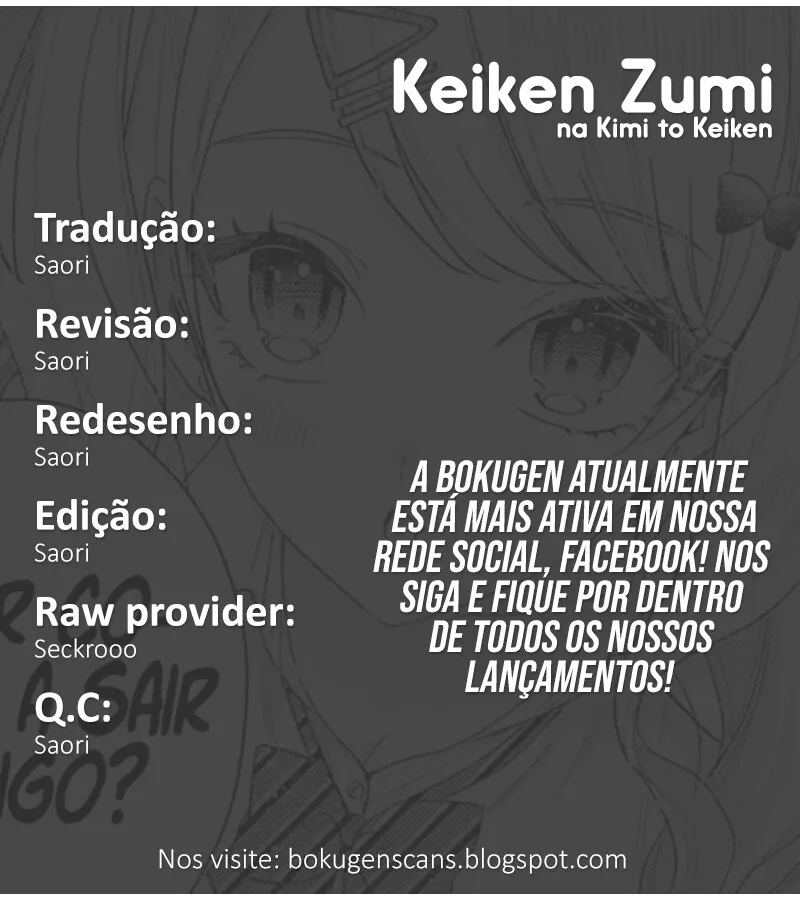 Keiken Zumi
na Kimi to Keiken
Tradução:
Saori
Revisão:
Saori
Redesenho:
Saori
Edição:
Saori
Raw provider:
Seckrooo
Q.C:
Saori
A BOKUGEN ATUALMENTE
ESTÁ MAIS ATIVA EM NOSSA
REDE SOCIAL, FACEBOOK! NOS
SIGA E FIQUE POR DENTRO
DE TODOS OS NOSSOS
LANÇAMENTOS!
A SAIR
Nos visite: bokugenscans.blogspot.com